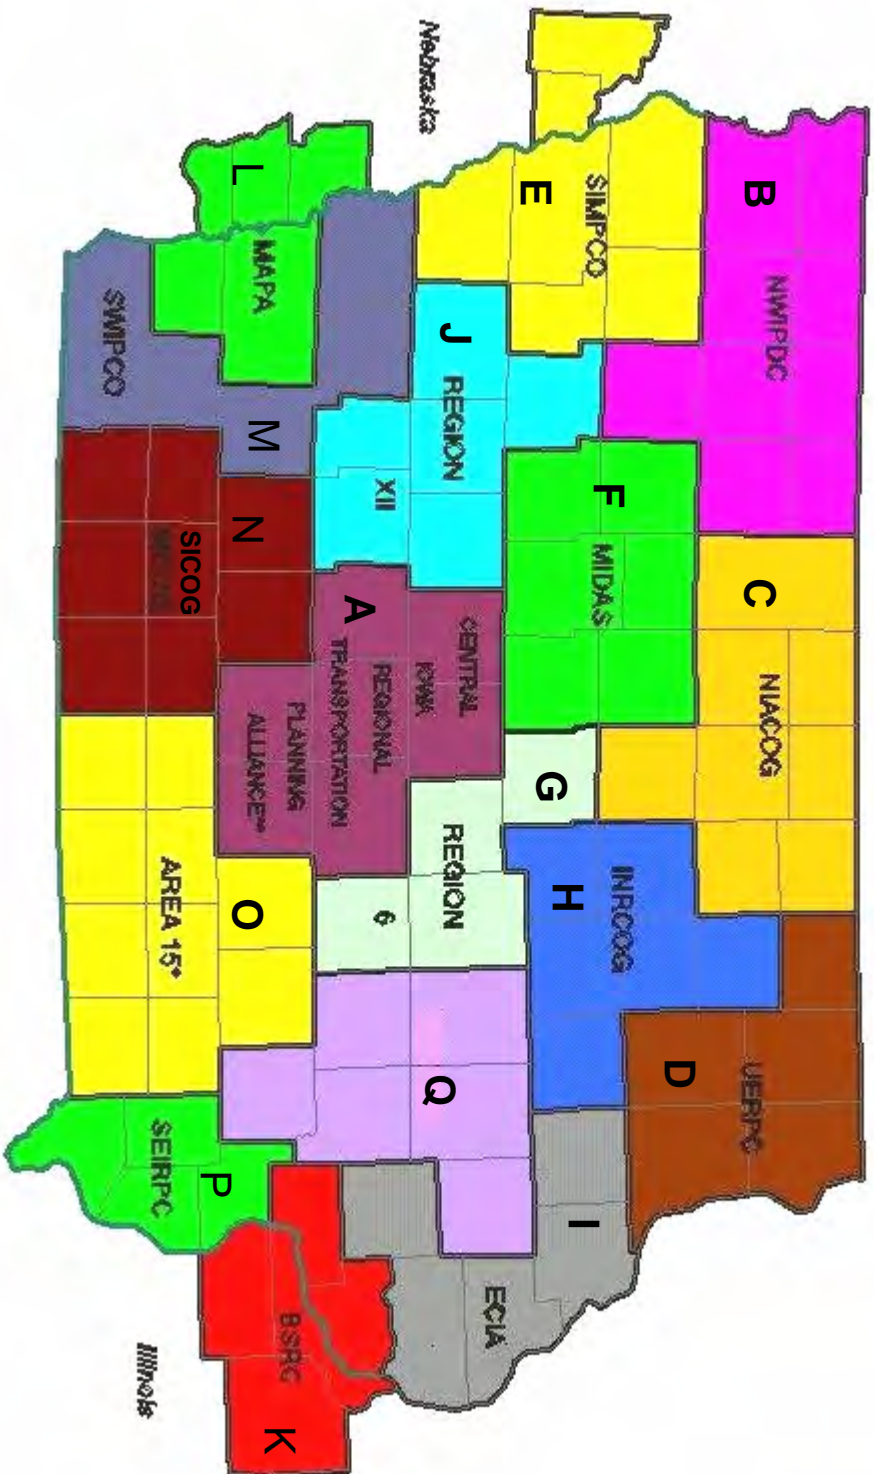 Nebraska
B
NWIPDC
C
NIACOG
D
UERPC
E
SIMPCO
F
MIDAS
G
REGION
6
H
INRCOG
I
ECIA
J
REGION
XII
A
CENTRAL
IOWA
REGIONAL
TRANSPORTATION
PLANNING
ALLIANCE**
Q
L
MAPA
M
SWIPCO
N
SICOG
O
AREA 15*
P
SEIRPC
K
BSRC
Illinois